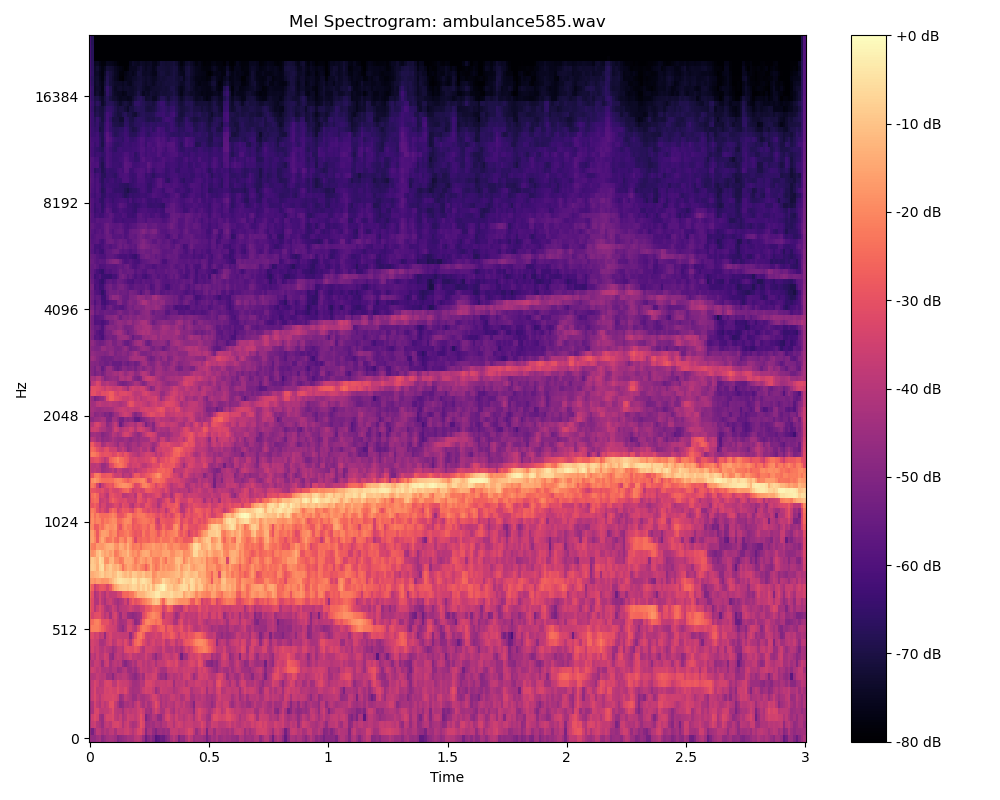 Mel Spectrogram: ambulance585.wav
Hz
16384
8192
4096
2048
1024
512
0
0 0.5 1 1.5 2 2.5 3
Time
+0 dB
-10 dB
-20 dB
-30 dB
-40 dB
-50 dB
-60 dB
-70 dB
-80 dB